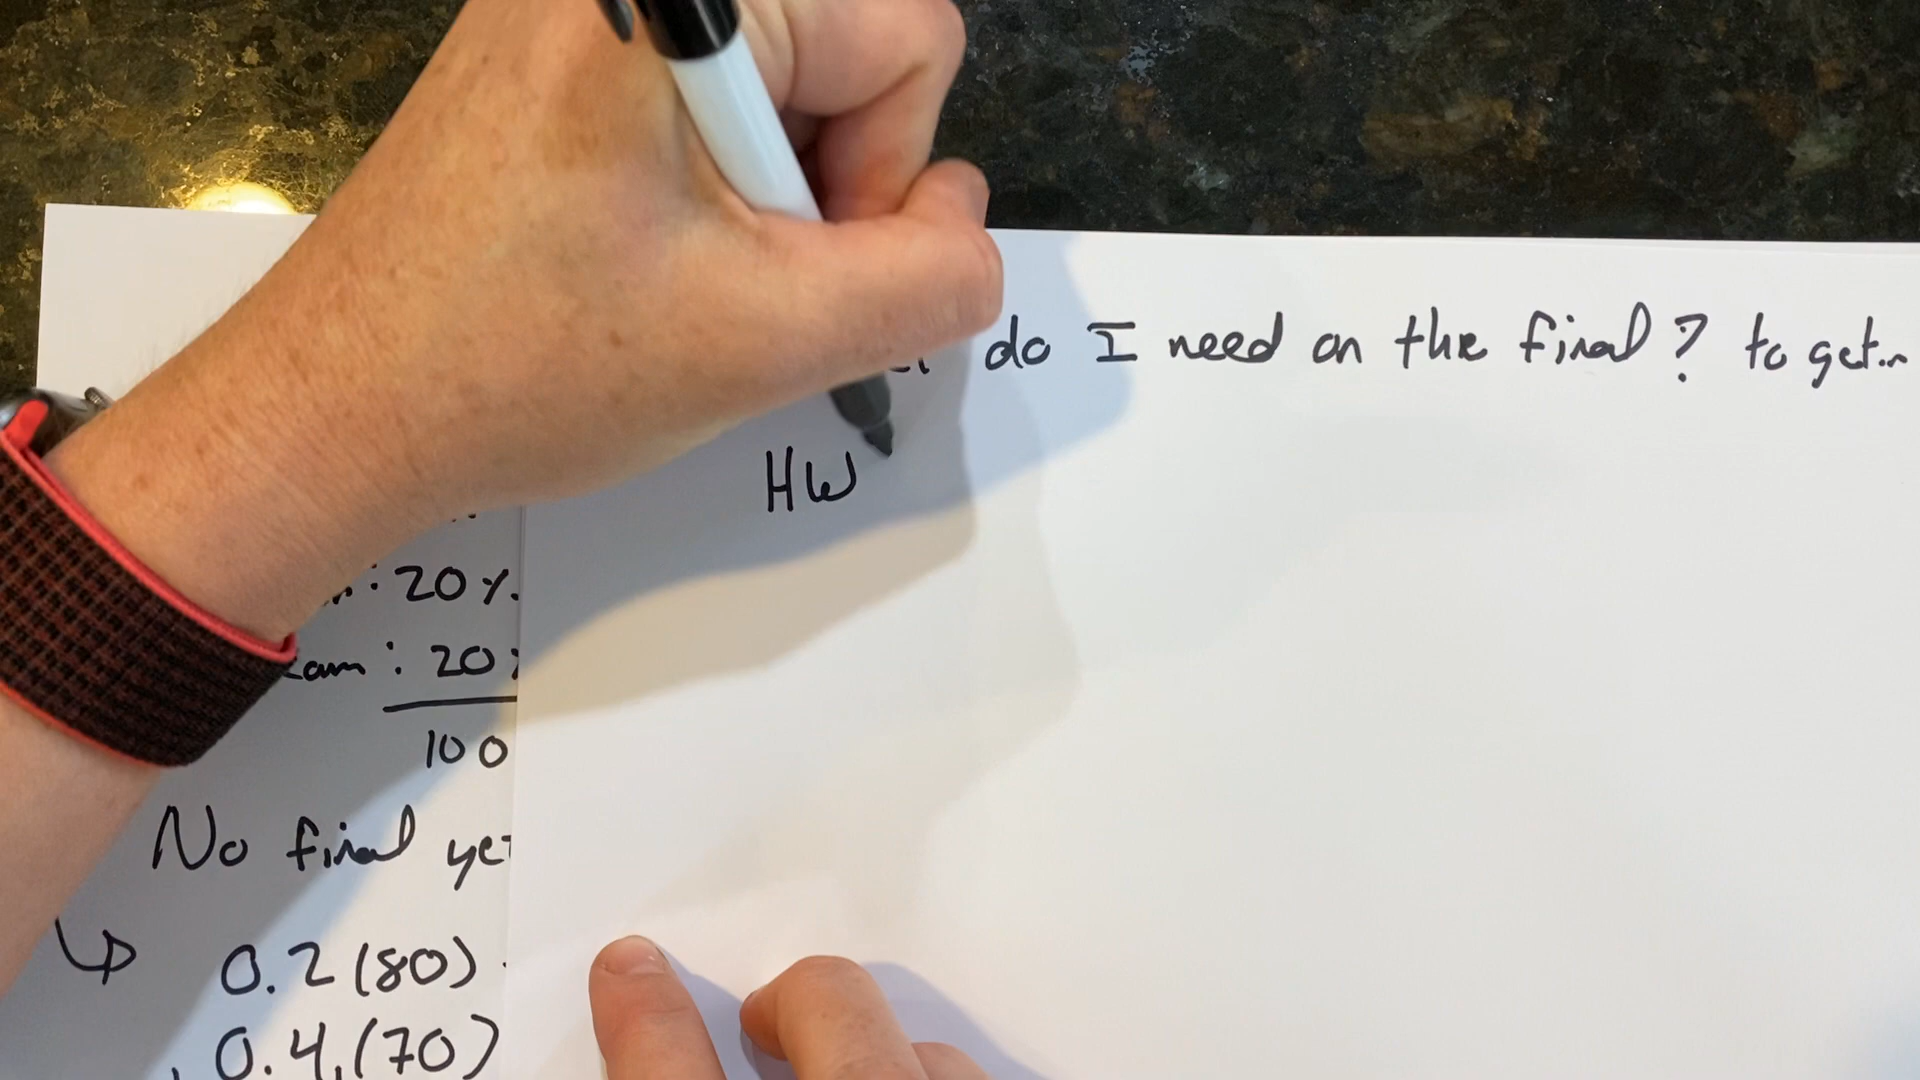 do I need on the final? to get...
HW
: 20%.
: 20
100
No final
0.2(80)
0.4(70)